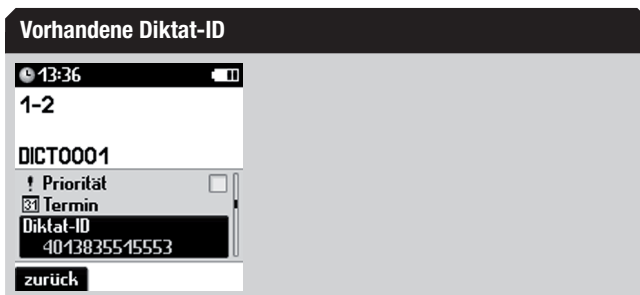 Vorhandene Diktat-ID
13:36
1-2
DICT0001
! Priorität
31 Termin
Diktat-ID
4013835515553
zurück